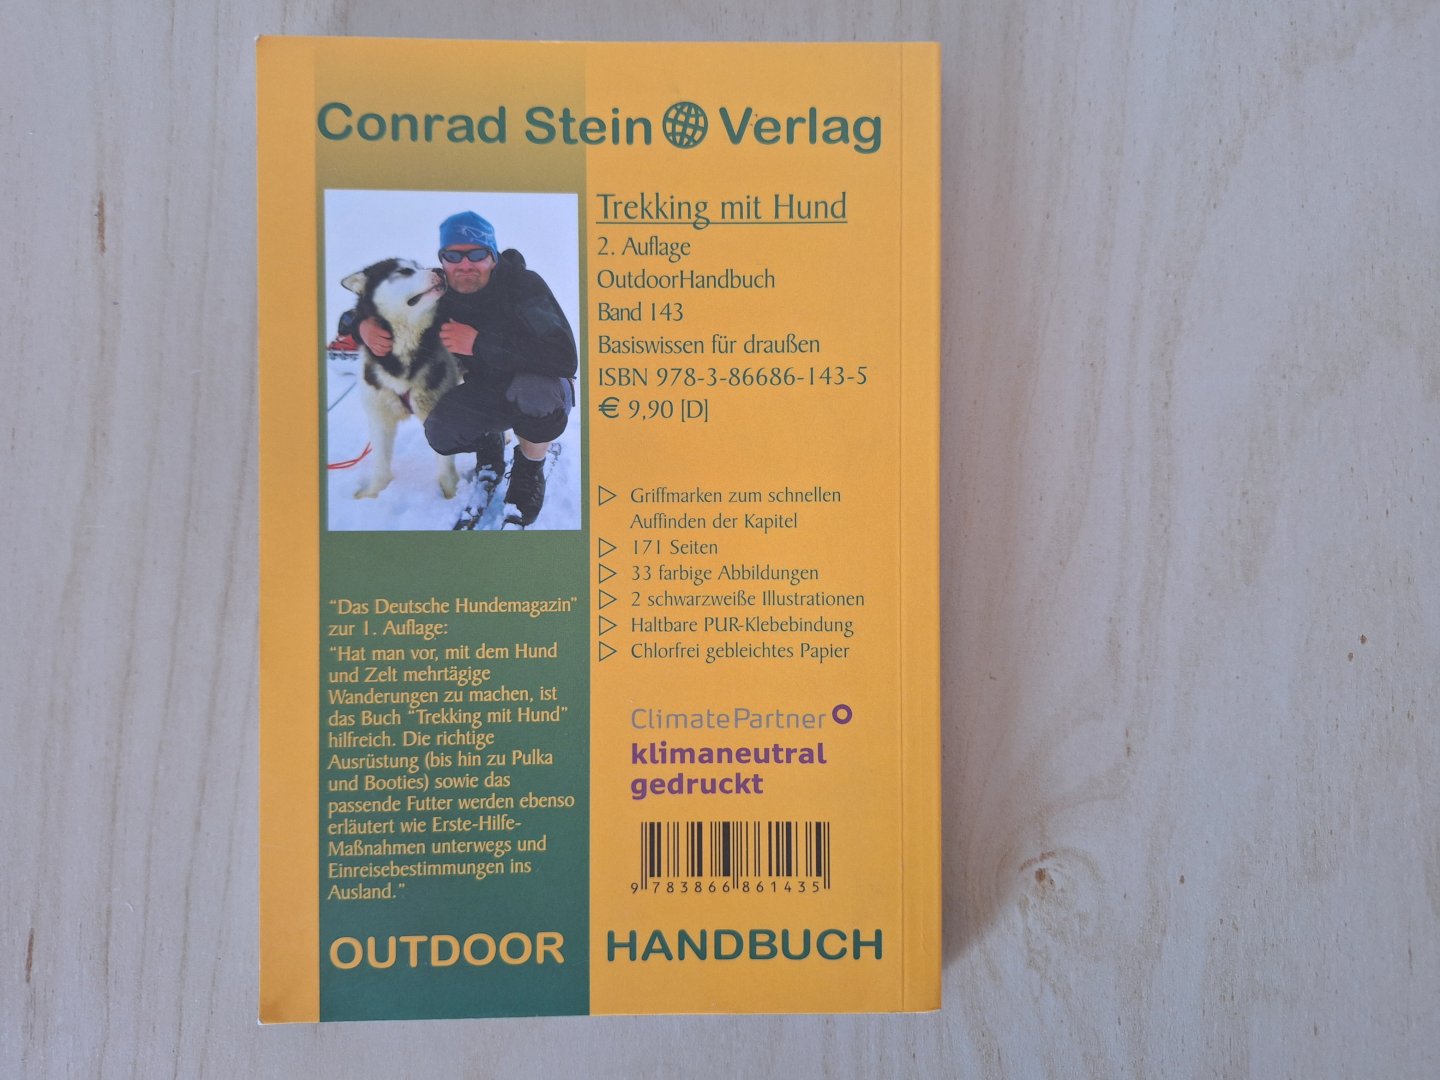 Conrad Stein Verlag
Trekking mit Hund
2. Auflage
OutdoorHandbuch
Band 143
Basiswissen für draußen
ISBN 978-3-86686-143-5
€ 9,90 [D]
Griffmarken zum schnellen
Auffinden der Kapitel
171 Seiten
33 farbige Abbildungen
2 schwarzweiße Illustrationen
Haltbare PUR-Klebebindung
Chlorfrei gebleichtes Papier
"Das Deutsche Hundemagazin"
zur 1. Auflage:
"Hat man vor, mit dem Hund
und Zelt mehrtägige
Wanderungen zu machen, ist
das Buch "Trekking mit Hund"
hilfreich. Die richtige
Ausrüstung (bis hin zu Pulka
und Booties) sowie das
passende Futter werden ebenso
erläutert wie Erste-Hilfe-
Maßnahmen unterwegs und
Einreisebestimmungen ins
Ausland."
ClimatePartner
klimaneutral
gedruckt
9 783866 861435
OUTDOOR HANDBUCH